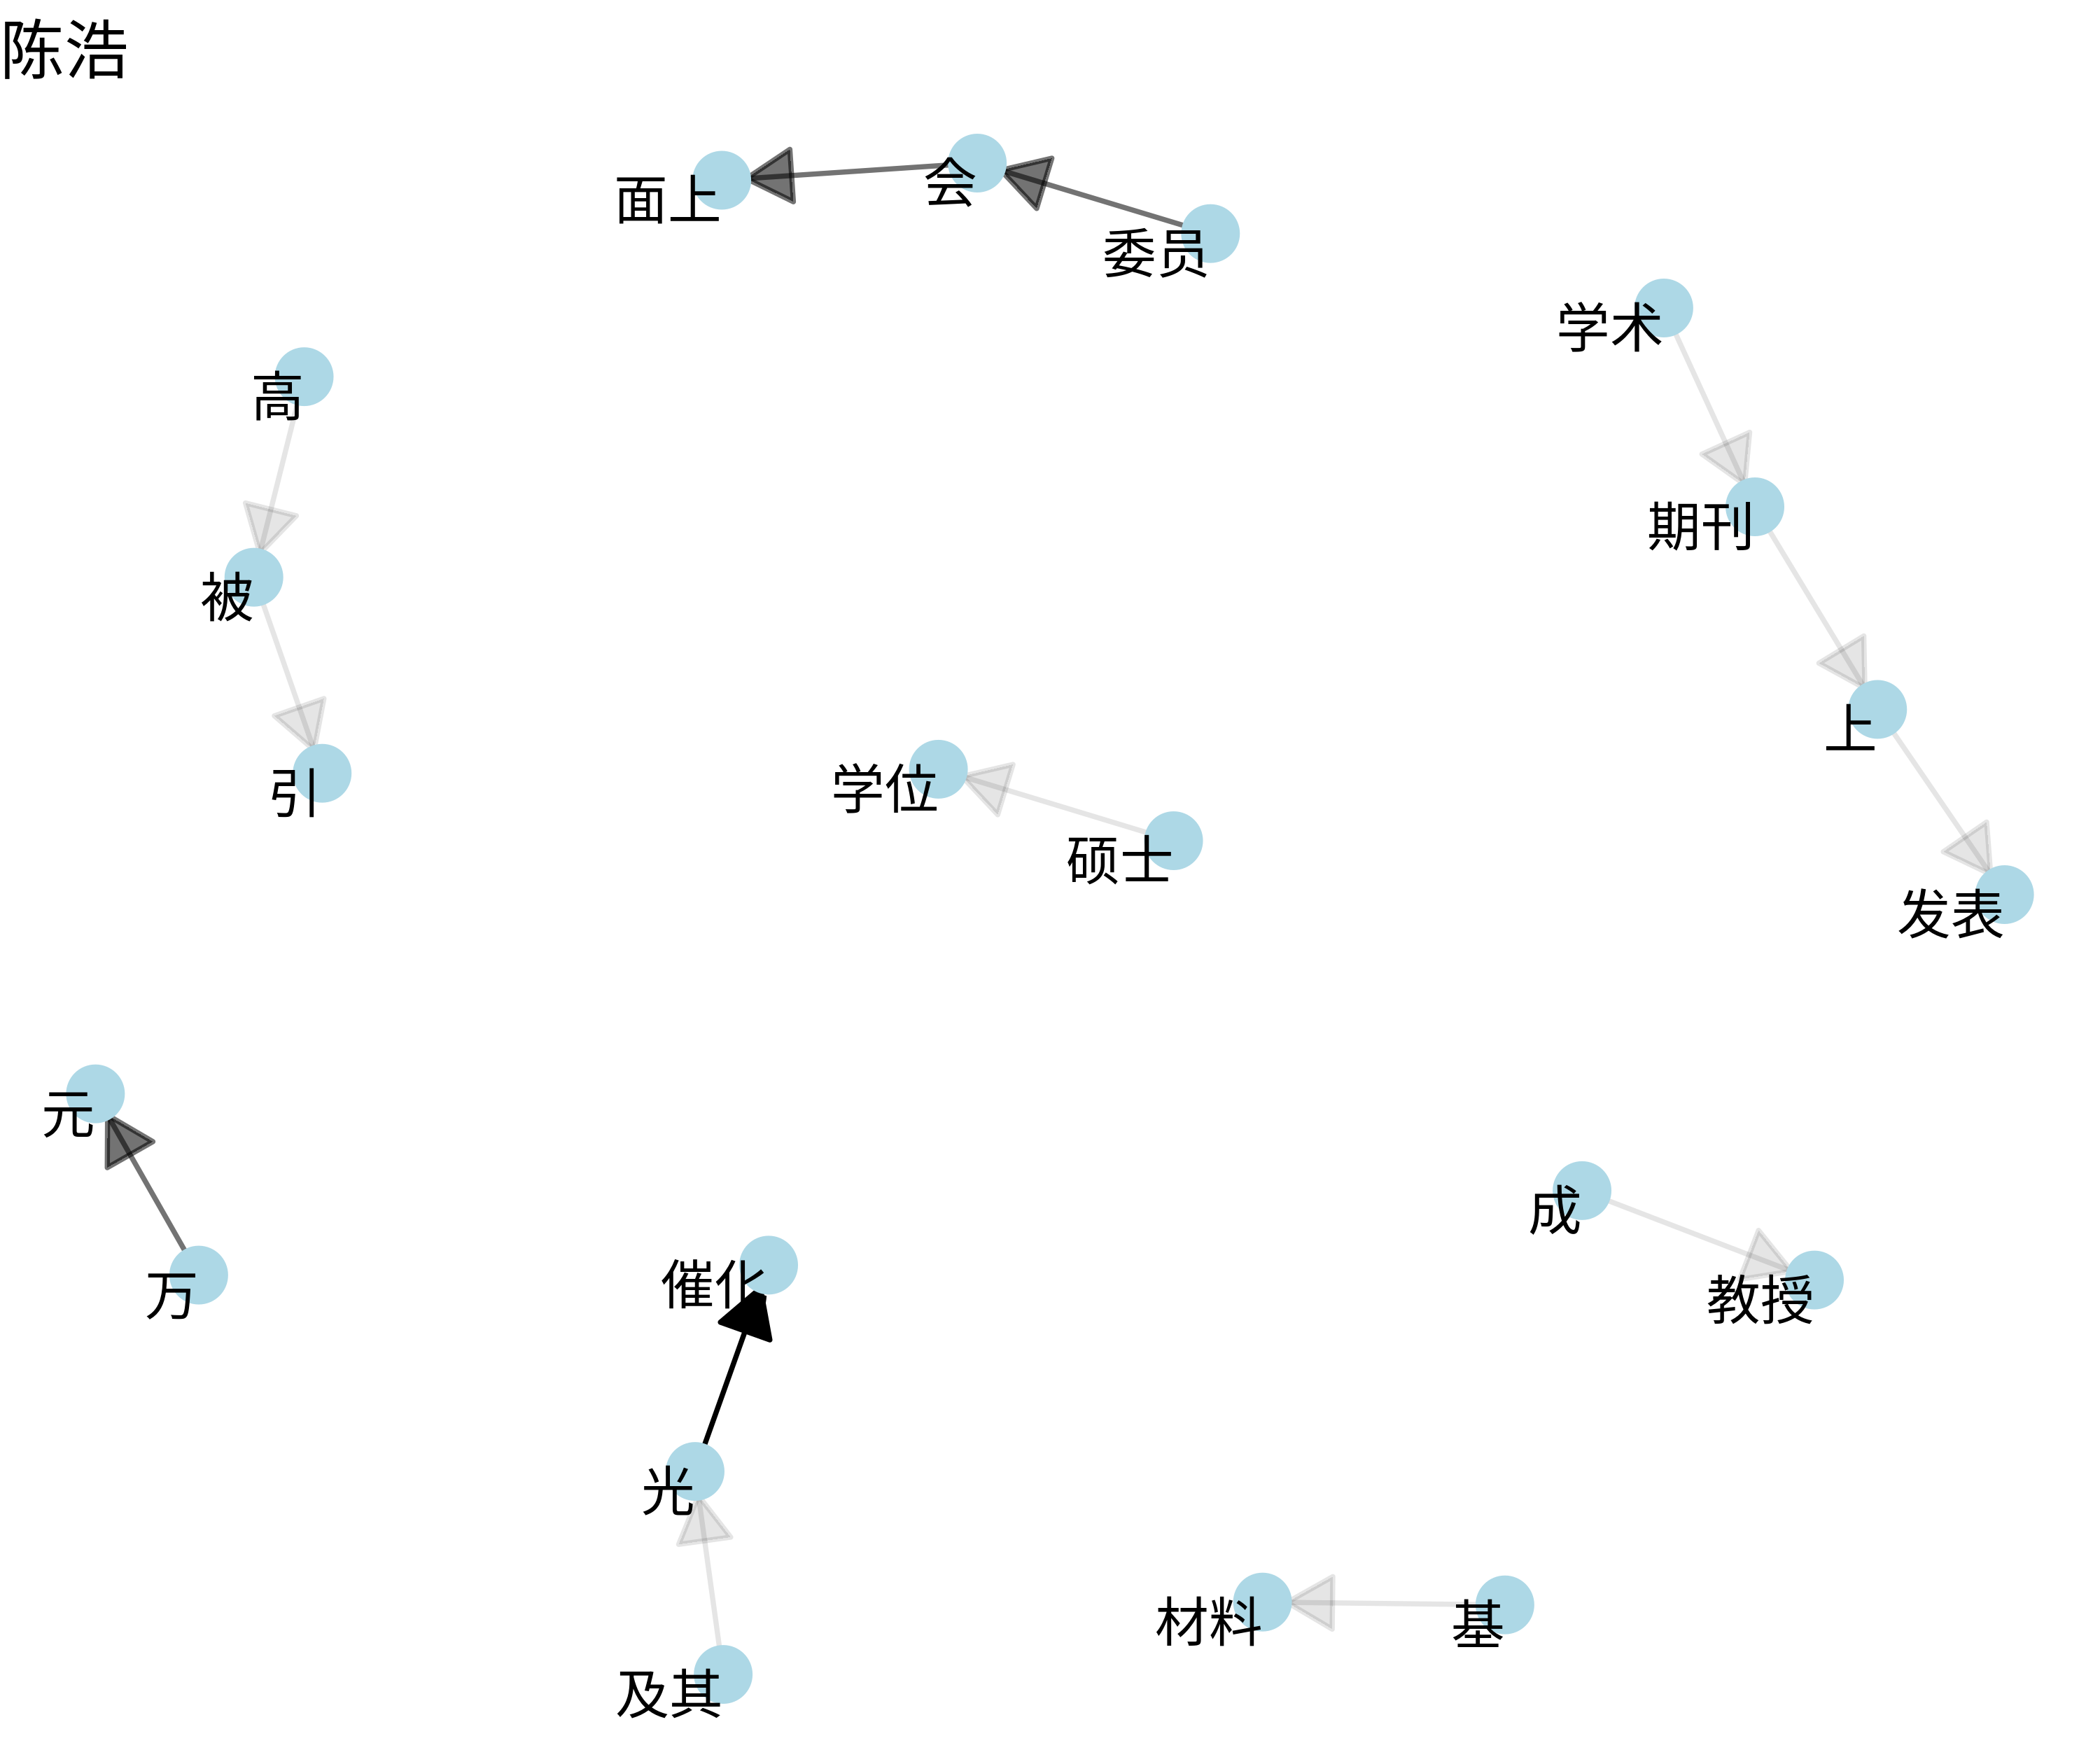 陈浩
面上
会
委员
学术
高
期刊
被
上
引
学位
硕士
发表
元
万
成
催化
教授
光
材料
基
及其